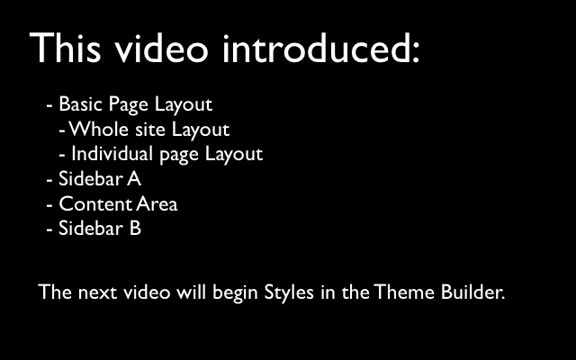 This video introduced:
- Basic Page Layout
- Whole site Layout
- Individual page Layout
- Sidebar A
- Content Area
- Sidebar B
The next video will begin Styles in the Theme Builder.